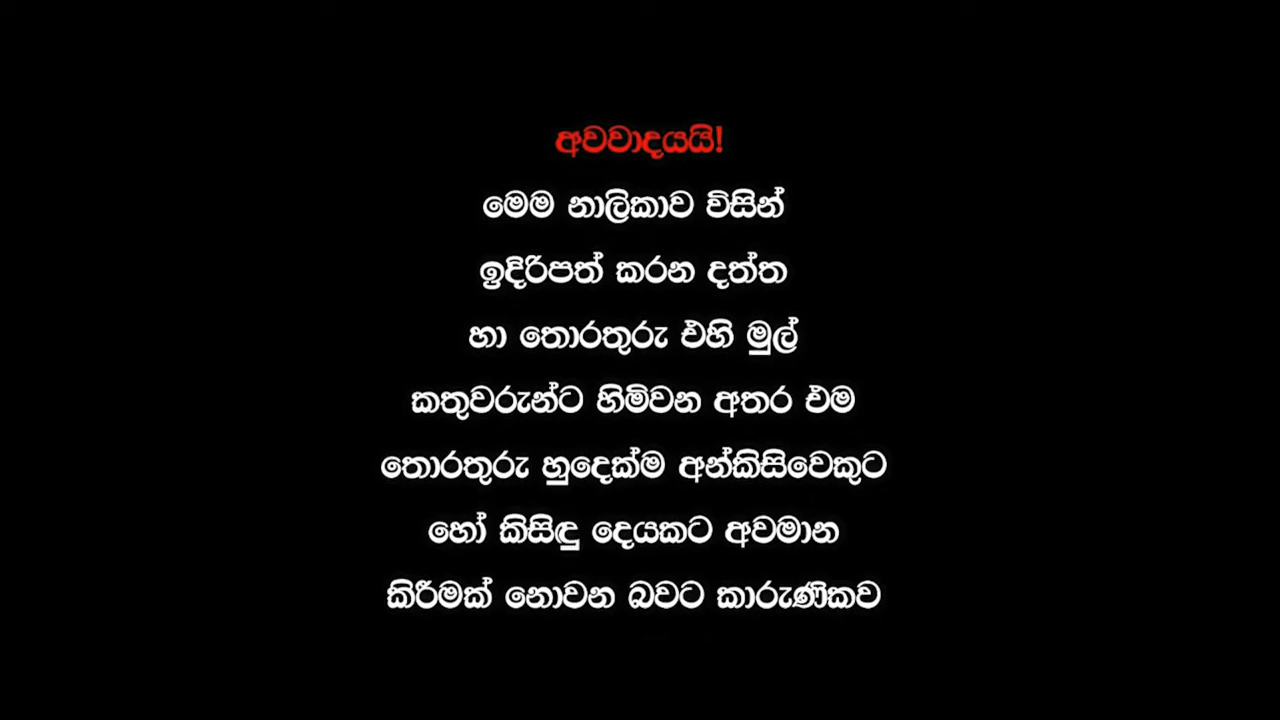 අවවාදයයි!
මෙම නාලිකාව විසින්
ඉදිරිපත් කරන දත්ත
හා තොරතුරු එහි මුල්
කතුවරුන්ට හිමිවන අතර එම
තොරතුරු හුදෙක්ම අන්කිසිවෙකුට
හෝ කිසිඳු දෙයකට අවමාන
කිරීමක් නොවන බවට කාරුණිකව